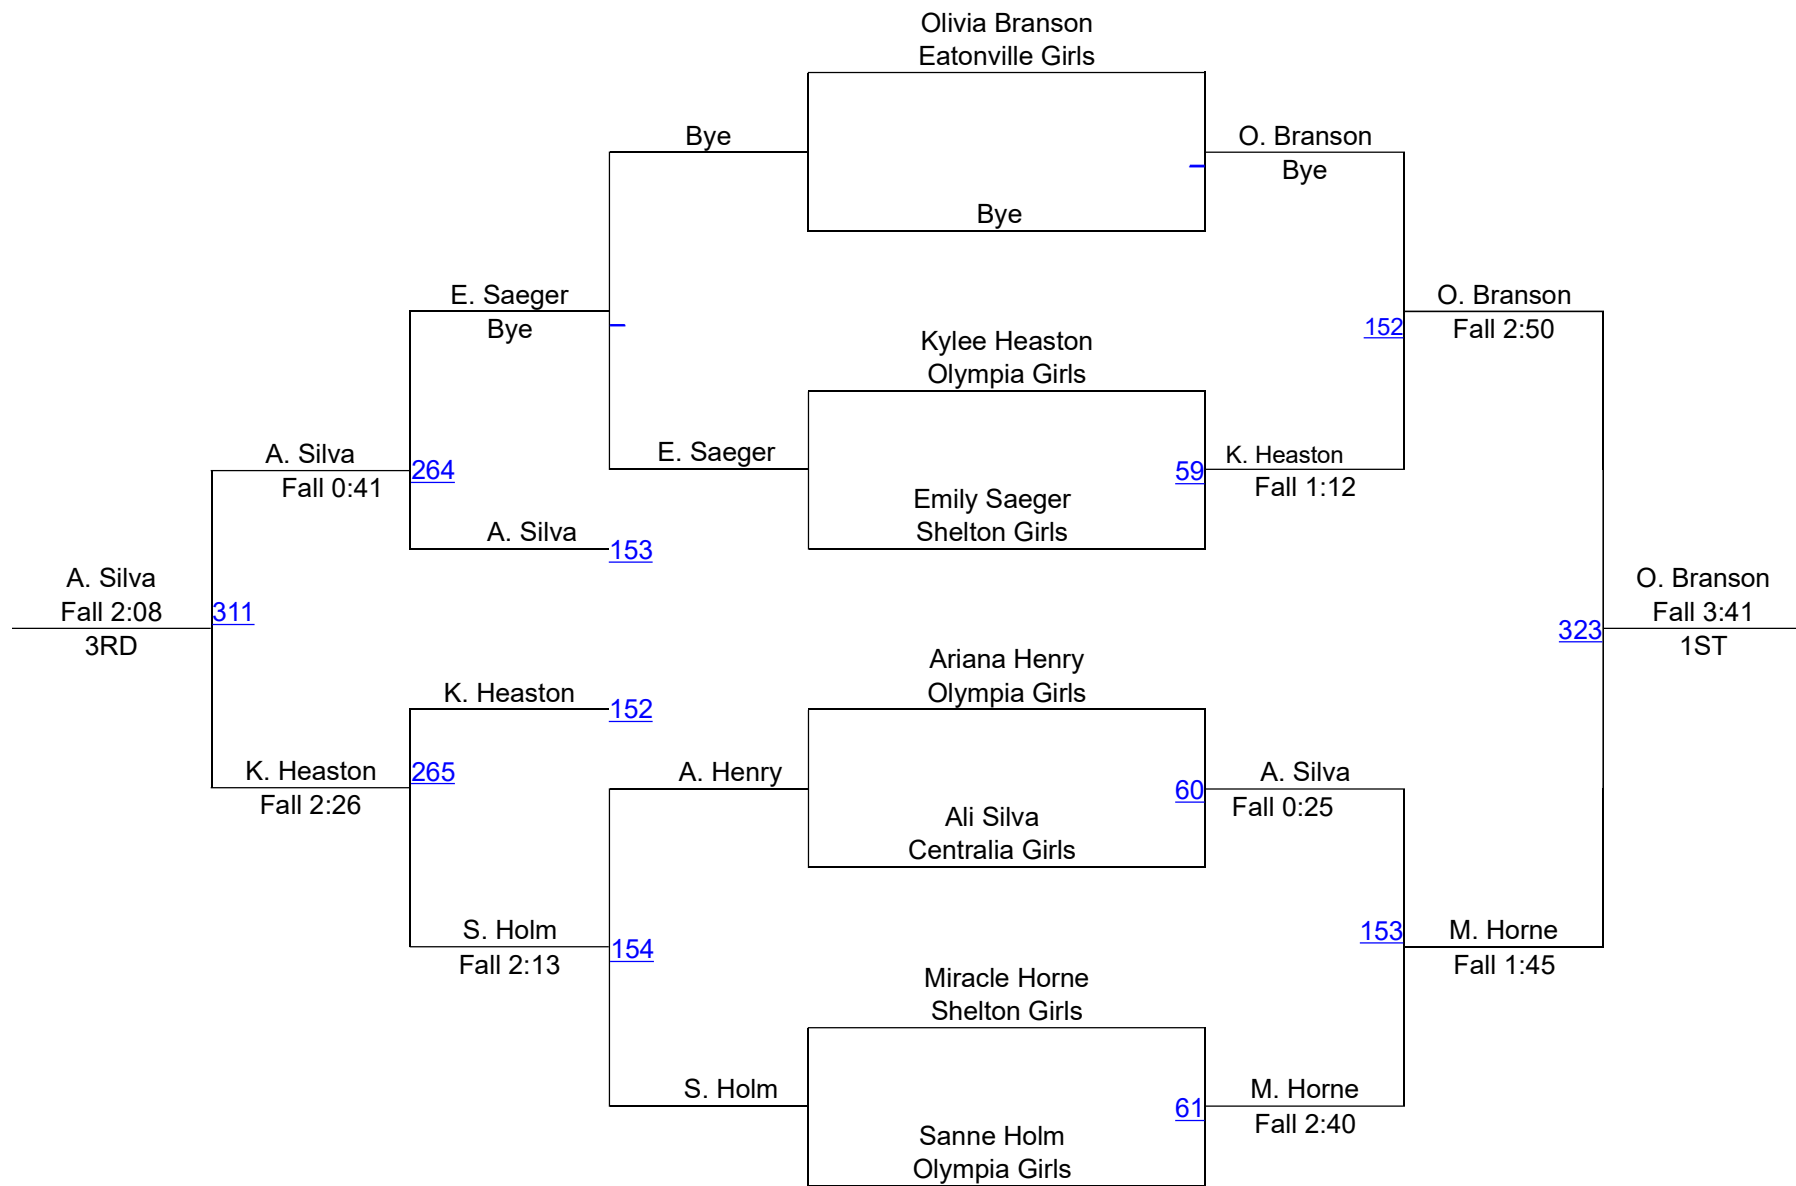 Olivia Branson
Eatonville Girls
Bye
O. Branson
Bye
Bye
E. Saeger
Bye
O. Branson
152
Fall 2:50
Kylee Heaston
Olympia Girls
A. Silva
Fall 0:41
264
E. Saeger
59
K. Heaston
Fall 1:12
Emily Saeger
Shelton Girls
A. Silva
153
A. Silva
Fall 2:08
3RD
311
O. Branson
Fall 3:41
1ST
323
Ariana Henry
Olympia Girls
K. Heaston
152
K. Heaston
Fall 2:26
265
A. Henry
60
A. Silva
Fall 0:25
Ali Silva
Centralia Girls
S. Holm
Fall 2:13
154
153
M. Horne
Fall 1:45
Miracle Horne
Shelton Girls
S. Holm
61
M. Horne
Fall 2:40
Sanne Holm
Olympia Girls